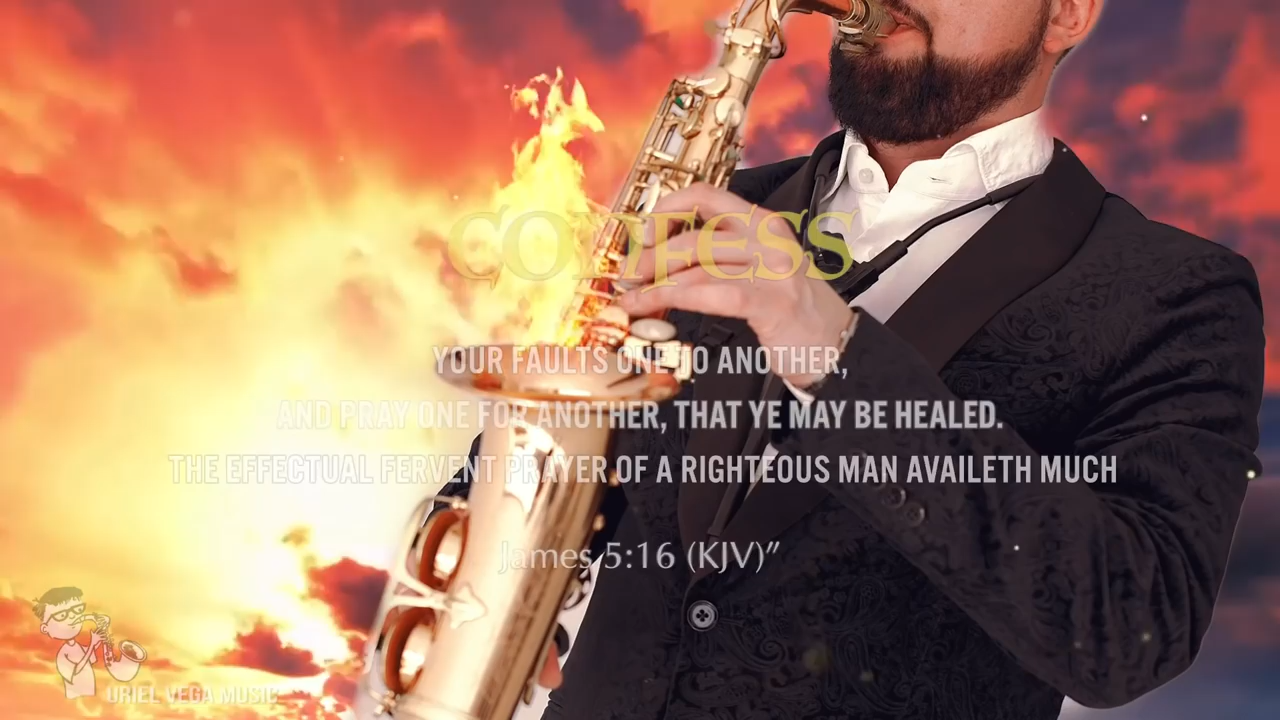 CONFESS
YOUR FAULTS ONE TO ANOTHER,
AND PRAY ONE FOR ANOTHER, THAT YE MAY BE HEALED.
THE EFFECTUAL FERVENT PRAYER OF A RIGHTEOUS MAN AVAILETH MUCH
James 5:16 (KJV)”
URIEL VEGA MUSIC